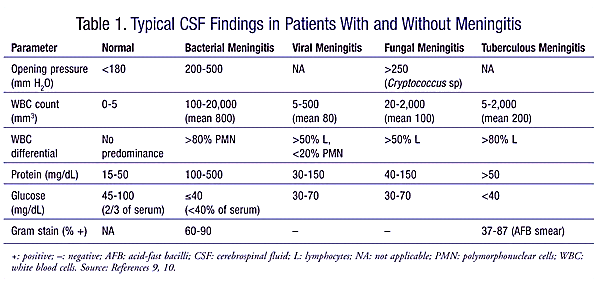 Table 1. Typical CSF Findings in Patients With and Without Meningitis
Parameter Normal Bacterial Meningitis Viral Meningitis Fungal Meningitis Tuberculous Meningitis
Opening pressure <180 200-500 NA >250 NA
(mm H2O) (Cryptococcus sp)
WBC count 0-5 100-20,000 5-500 20-2,000 5-2,000
(mm³) (mean 800) (mean 80) (mean 100) (mean 200)
WBC No >80% PMN >50% L, >50% L >80% L
differential predominance <20% PMN
Protein (mg/dL) 15-50 100-500 30-150 40-150 >50
Glucose 45-100 ≤40 30-70 30-70 <40
(mg/dL) (2/3 of serum) (<40% of serum)
Gram stain (% +) NA 60-90 – – 37-87 (AFB smear)
+: positive; –: negative; AFB: acid-fast bacilli; CSF: cerebrospinal fluid; L: lymphocytes; NA: not applicable; PMN: polymorphonuclear cells; WBC:
white blood cells. Source: References 9, 10.